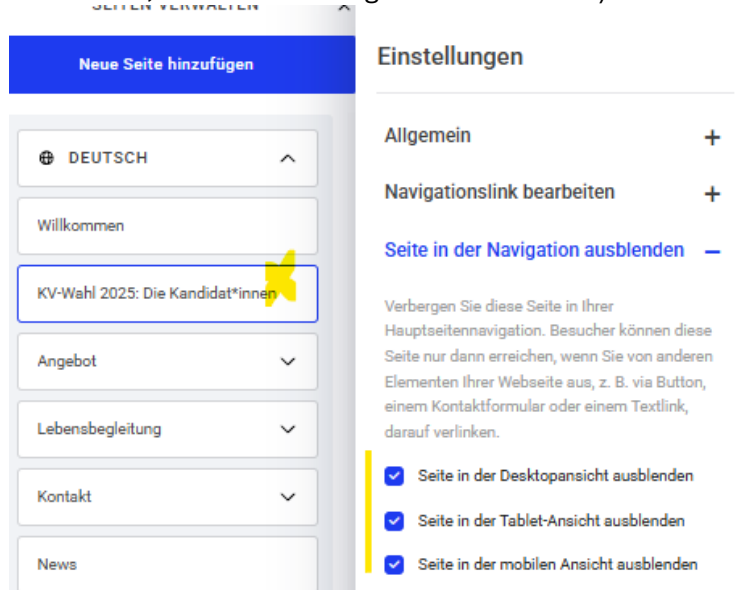 SEITEN VERWALTEN
Neue Seite hinzufügen
DEUTSCH
Willkommen
KV-Wahl 2025: Die Kandidat*innen
Angebot
Lebensbegleitung
Kontakt
News
Einstellungen
Allgemein
Navigationslink bearbeiten
Seite in der Navigation ausblenden
Verbergen Sie diese Seite in Ihrer
Hauptseitennavigation. Besucher können diese
Seite nur dann erreichen, wenn Sie von anderen
Elementen Ihrer Webseite aus, z. B. via Button,
einem Kontaktformular oder einem Textlink,
darauf verlinken.
Seite in der Desktopansicht ausblenden
Seite in der Tablet-Ansicht ausblenden
Seite in der mobilen Ansicht ausblenden